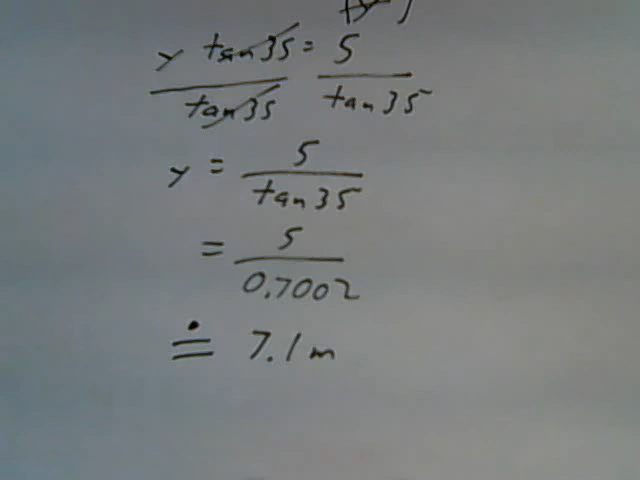 y tan35 = 5
tan35 tan35
y = 5
tan35
= 5
0.7002
≐ 7.1m